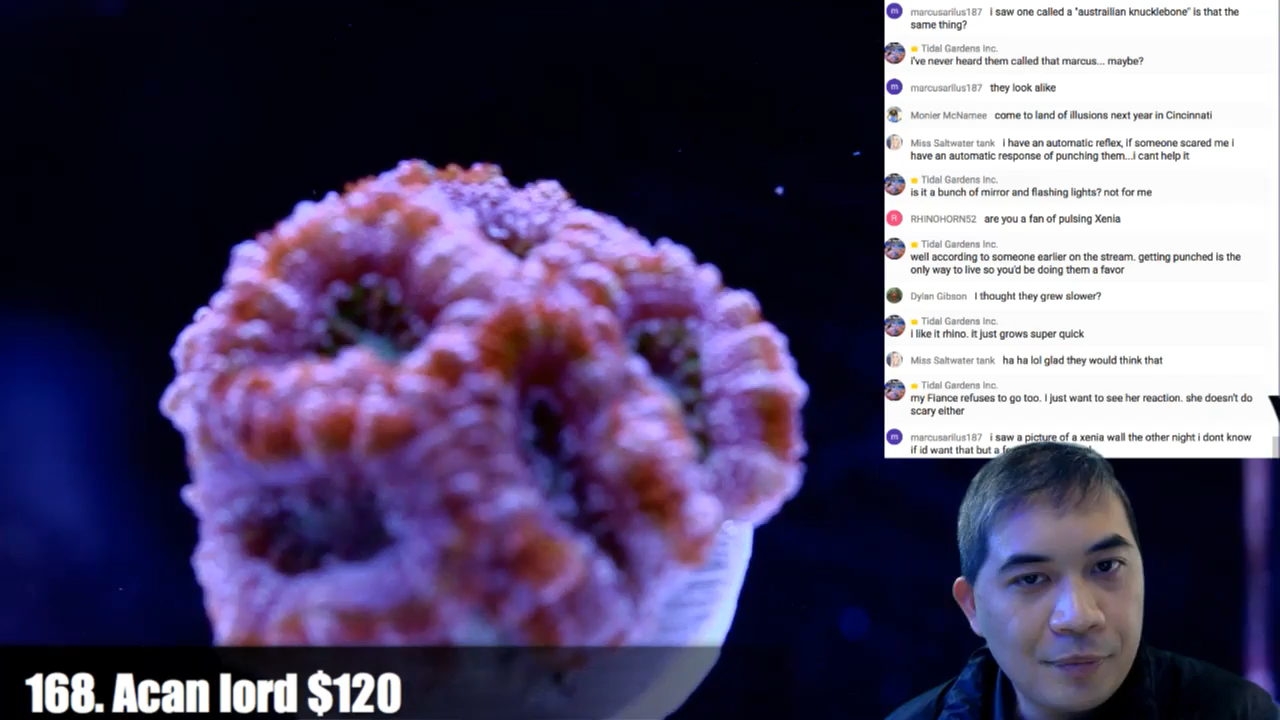 m marcusarilus187 i saw one called a "austrailian knucklebone" is that the
same thing?
Tidal Gardens Inc.
i've never heard them called that marcus... maybe?
m marcusarilus187 they look alike
Monier McNamee come to land of illusions next year in Cincinnati
Miss Saltwater tank i have an automatic reflex, if someone scared me i
have an automatic response of punching them...i cant help it
Tidal Gardens Inc.
is it a bunch of mirror and flashing lights? not for me
R RHINOHORN52 are you a fan of pulsing Xenia
Tidal Gardens Inc.
well according to someone earlier on the stream. getting punched is the
only way to live so you'd be doing them a favor
Dylan Gibson I thought they grew slower?
Tidal Gardens Inc.
I like it rhino. it just grows super quick
Miss Saltwater tank ha ha lol glad they would think that
Tidal Gardens Inc.
my Fiance refuses to go too. I just want to see her reaction. she doesn't do
scary either
m marcusarilus187 i saw a picture of a xenia wall the other night i dont know
if id want that but a
168. Acan lord $120